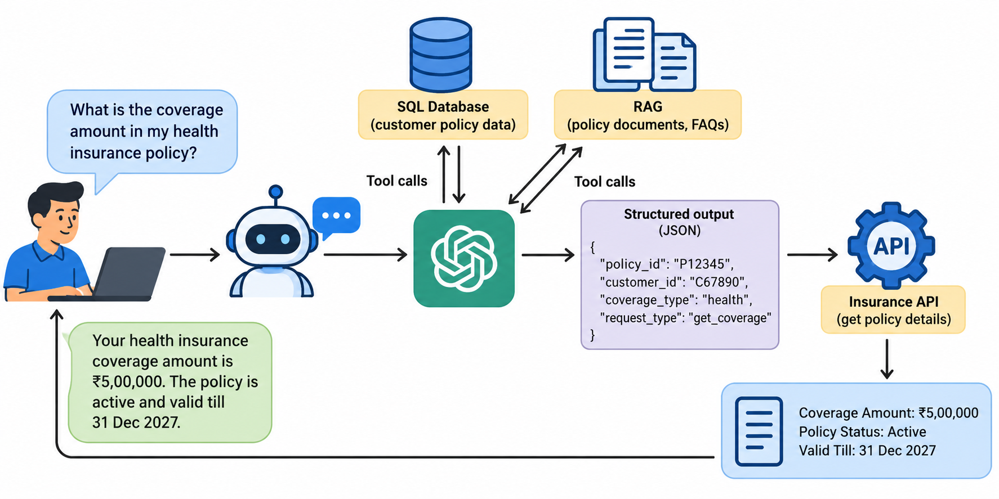 What is the coverage
amount in my health
insurance policy?
SQL Database
(customer policy data)
RAG
(policy documents, FAQs)
Tool calls
Tool calls
Structured output
(JSON)
{
"policy_id": "P12345",
"customer_id": "C67890",
"coverage_type": "health",
"request_type": "get_coverage"
}
API
Insurance API
(get policy details)
Your health insurance
coverage amount is
₹5,00,000. The policy is
active and valid till
31 Dec 2027.
Coverage Amount: ₹5,00,000
Policy Status: Active
Valid Till: 31 Dec 2027